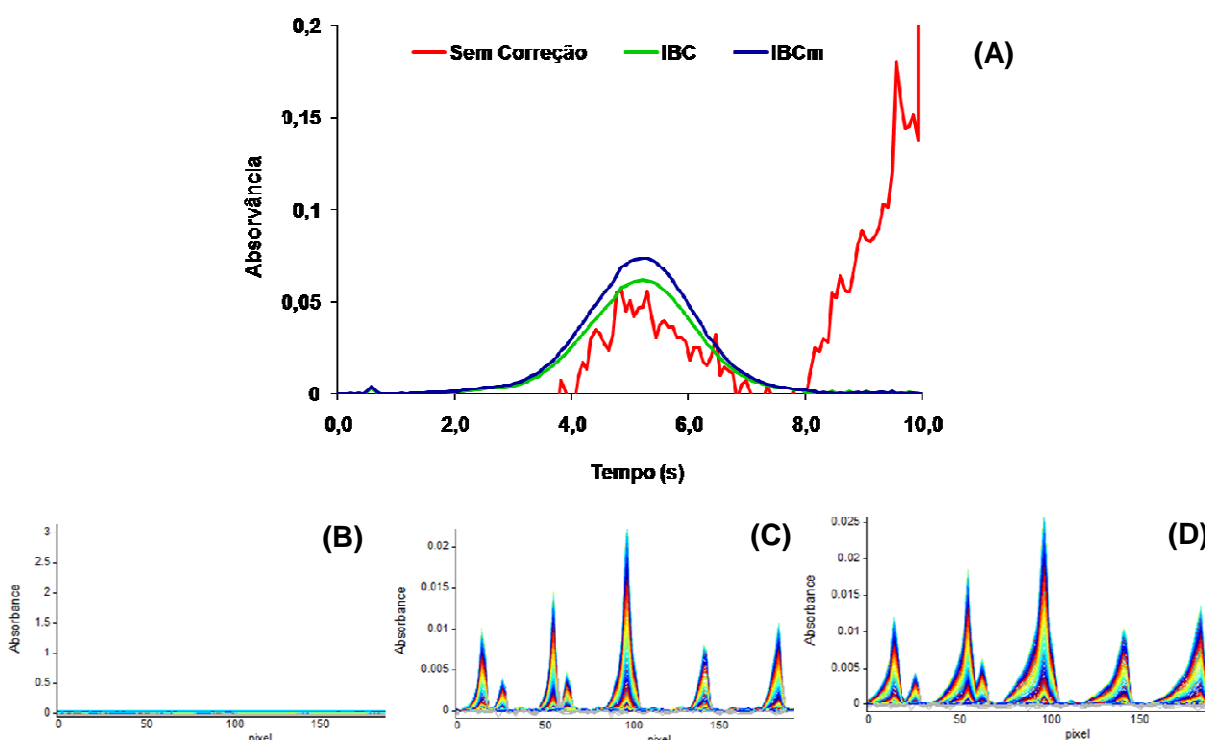 0,2
Sem Correção IBC IBCm
(A)
0,15
0,1
0,05
0
Absorvância
0,0 2,0 4,0 6,0 8,0 10,0
Tempo (s)
(B)
3
2.5
2
1.5
1
0.5
0
Absorbance
0 50 100 150
pixel
(C)
0.02
0.015
0.01
0.005
0
Absorbance
0 50 100 150
pixel
(D)
0.025
0.02
0.015
0.01
0.005
0
Absorbance
0 50 100 150
pixel